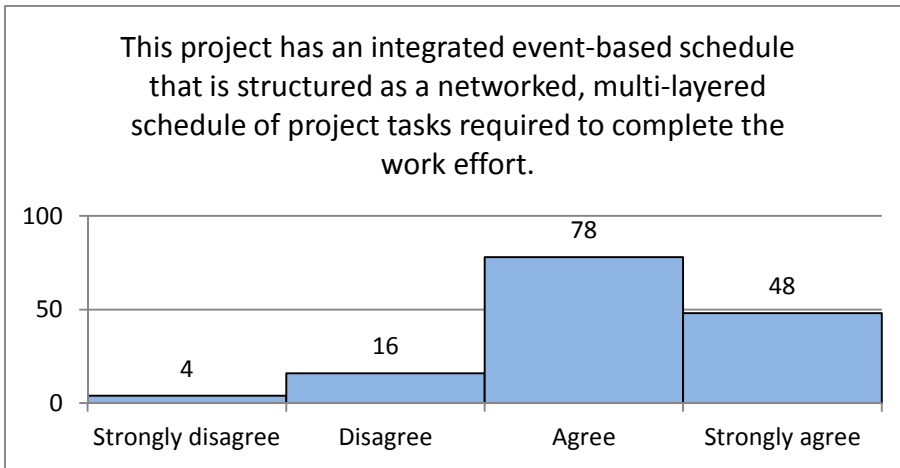 This project has an integrated event-based schedule
that is structured as a networked, multi-layered
schedule of project tasks required to complete the
work effort.
100
78
50
48
16
4
0
Strongly disagree Disagree Agree Strongly agree